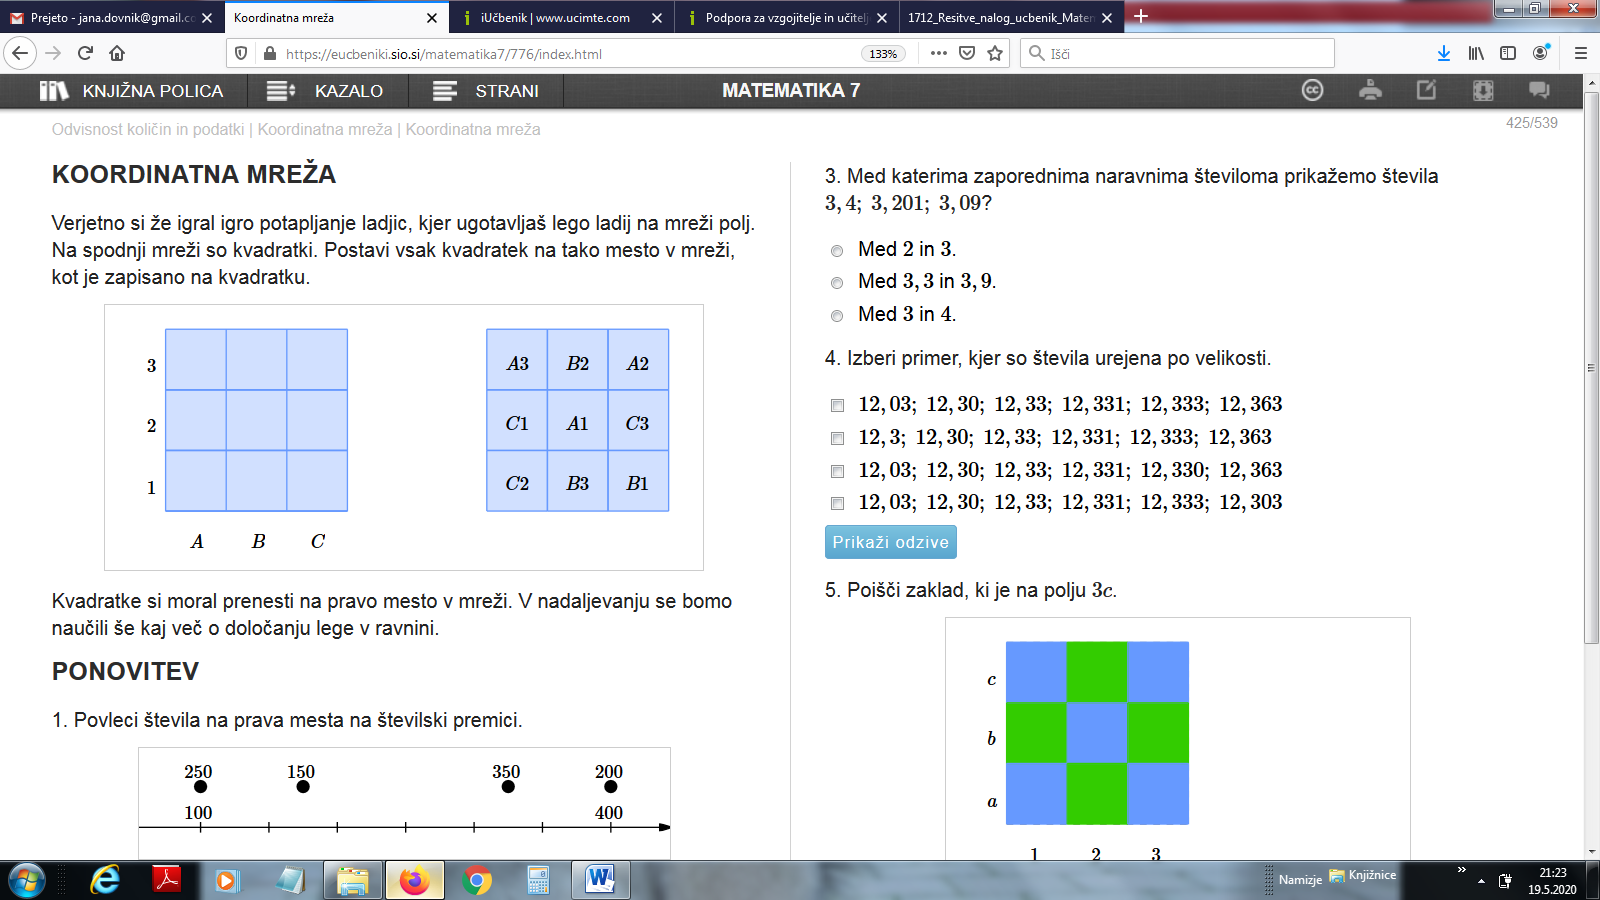 Prejeto - jana.dovnik@gmail.c
Koordinatna mreža
iUčbenik | www.ucimte.com
Podpora za vzgojitelje in učitelj
1712_Resitve_nalog_ucbenik_Maten
https://eucbeniki.sio.si/matematika7/776/index.html
133%
Išči
KNJIŽNA POLICA
KAZALO
STRANI
MATEMATIKA 7
Odvisnost količin in podatki | Koordinatna mreža | Koordinatna mreža
425/539
KOORDINATNA MREŽA
Verjetno si že igral igro potapljanje ladjic, kjer ugotavljaš lego ladij na mreži polj.
Na spodnji mreži so kvadratki. Postavi vsak kvadratek na tako mesto v mreži,
kot je zapisano na kvadratku.
3
2
1
A B C
A3 B2 A2
C1 A1 C3
C2 B3 B1
Kvadratke si moral prenesti na pravo mesto v mreži. V nadaljevanju se bomo
naučili še kaj več o določanju lege v ravnini.
PONOVITEV
1. Povleci števila na prava mesta na številski premici.
250 150 350 200
100 400
3. Med katerima zaporednima naravnima številoma prikažemo števila
3,4; 3,201; 3,09?
Med 2 in 3.
Med 3,3 in 3,9.
Med 3 in 4.
4. Izberi primer, kjer so števila urejena po velikosti.
12,03; 12,30; 12,33; 12,331; 12,333; 12,363
12,3; 12,30; 12,33; 12,331; 12,333; 12,363
12,03; 12,30; 12,33; 12,331; 12,330; 12,363
12,03; 12,30; 12,33; 12,331; 12,333; 12,303
Prikaži odzive
5. Poišči zaklad, ki je na polju 3c.
c
b
a
1 2 3
Namizje
Knjižnice
21:23
19.5.2020